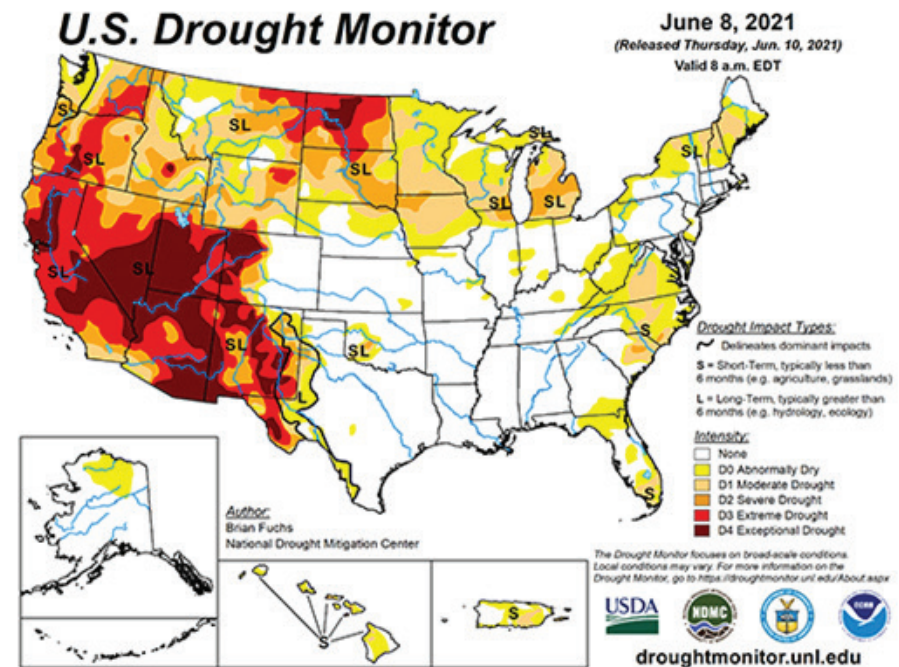 U.S. Drought Monitor
June 8, 2021
(Released Thursday, Jun. 10, 2021)
Valid 8 a.m. EDT
S
SL
SL
SL
SL
SL
SL
SL
SL
SL
SL
SL
SL
L
S
S
Drought Impact Types:
Delineates dominant impacts
S = Short-Term, typically less than
6 months (e.g. agriculture, grasslands)
L = Long-Term, typically greater than
6 months (e.g. hydrology, ecology)
Intensity:
None
D0 Abnormally Dry
D1 Moderate Drought
D2 Severe Drought
D3 Extreme Drought
D4 Exceptional Drought
Author:
Brian Fuchs
National Drought Mitigation Center
S
S
The Drought Monitor focuses on broad-scale conditions.
Local conditions may vary. For more information on the
Drought Monitor, go to https://droughtmonitor.unl.edu/About.aspx
USDA
NDMC
droughtmonitor.unl.edu